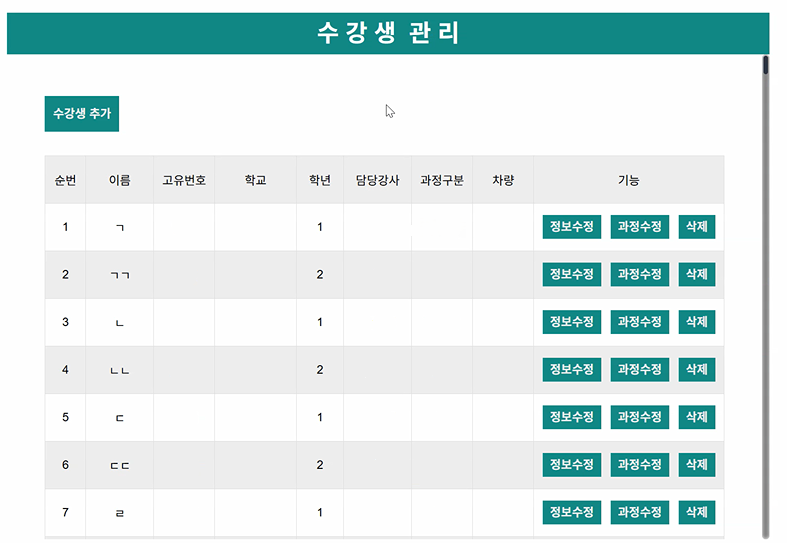 수강생 관리
수강생 추가
순번 이름 고유번호 학교 학년 담당강사 과정구분 차량 기능
1 ㄱ 1 정보수정 과정수정 삭제
2 ㄱㄱ 2 정보수정 과정수정 삭제
3 ㄴ 1 정보수정 과정수정 삭제
4 ㄴㄴ 2 정보수정 과정수정 삭제
5 ㄷ 1 정보수정 과정수정 삭제
6 ㄷㄷ 2 정보수정 과정수정 삭제
7 ㄹ 1 정보수정 과정수정 삭제